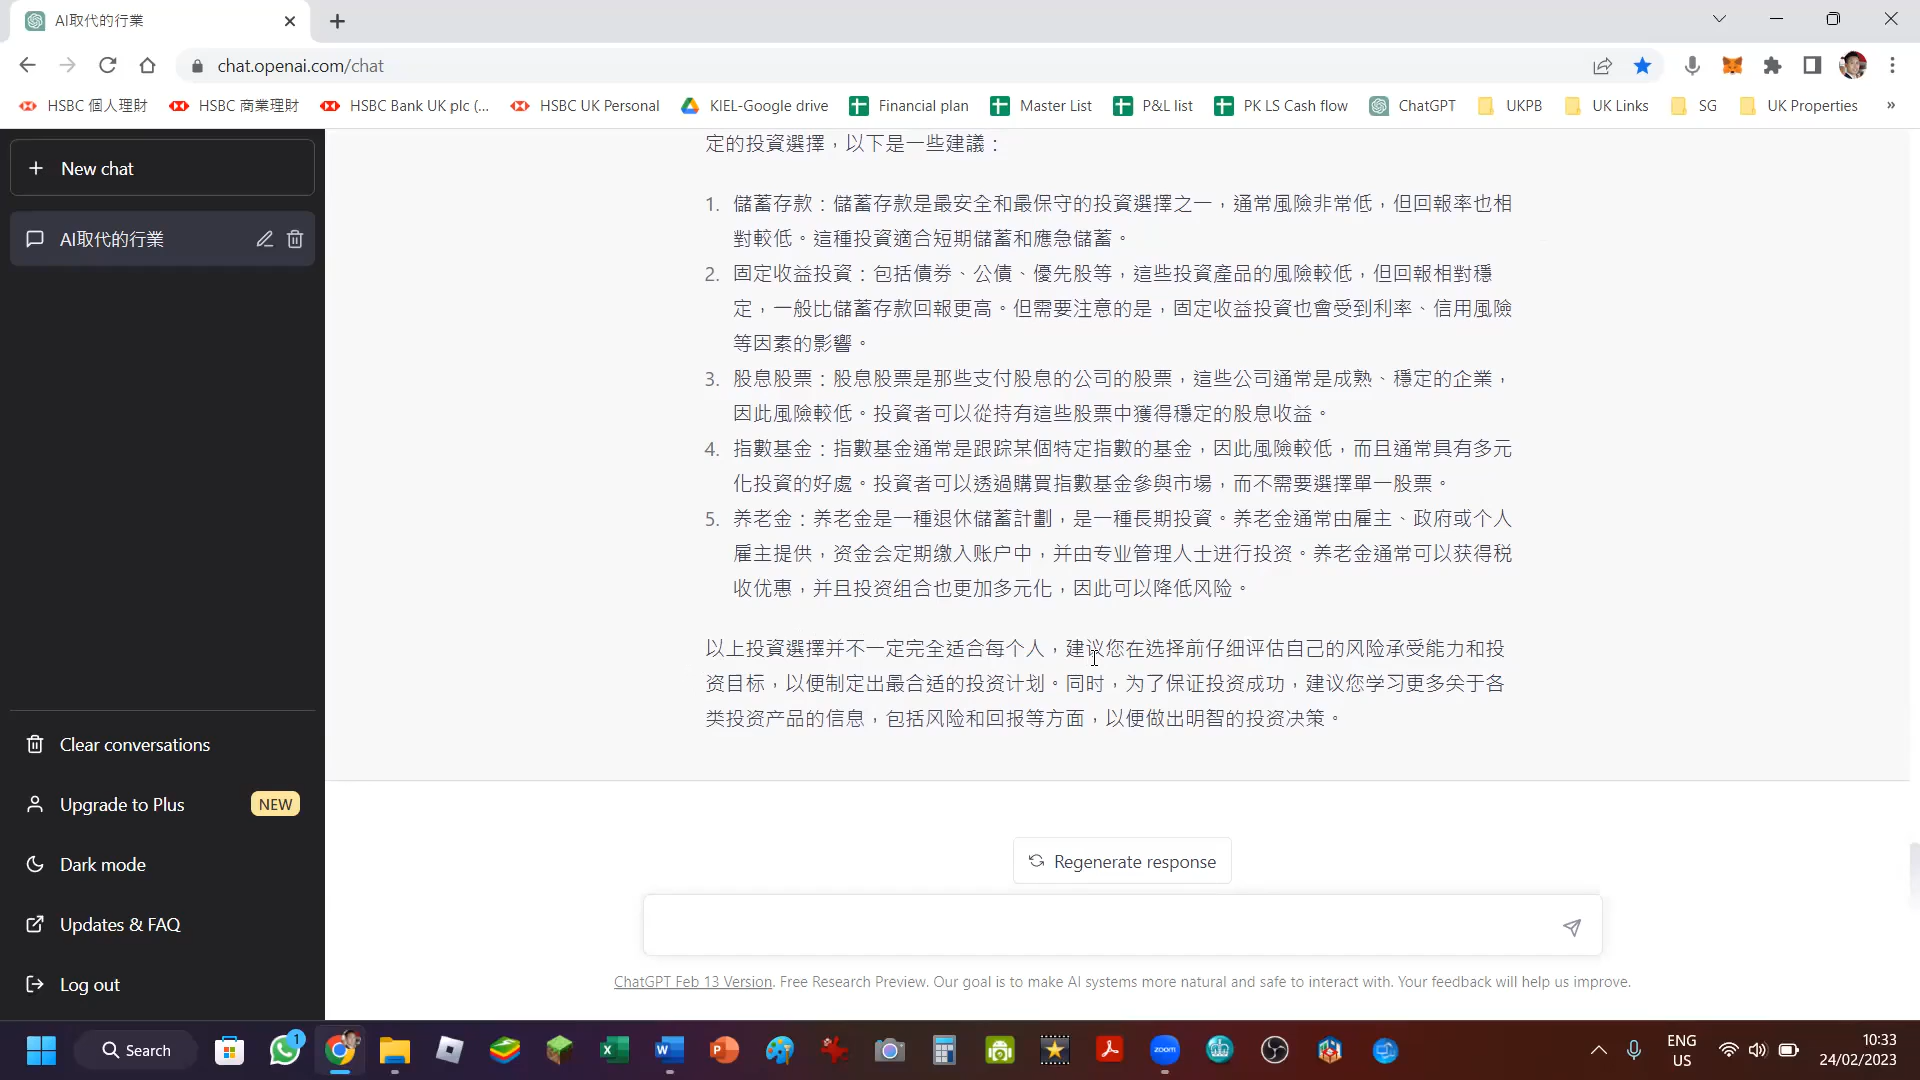 AI取代的行業
chat.openai.com/chat
HSBC 個人理財
HSBC 商業理財
HSBC Bank UK plc (...
HSBC UK Personal
KIEL-Google drive
Financial plan
Master List
P&L list
PK LS Cash flow
ChatGPT
UKPB
UK Links
SG
UK Properties
»
New chat
AI取代的行業
定的投資選擇，以下是一些建議：
1. 儲蓄存款：儲蓄存款是最安全和最保守的投資選擇之一，通常風險非常低，但回報率也相
對較低。這種投資適合短期儲蓄和應急儲蓄。
2. 固定收益投資：包括債券、公債、優先股等，這些投資產品的風險較低，但回報相對穩
定，一般比儲蓄存款回報更高。但需要注意的是，固定收益投資也會受到利率、信用風險
等因素的影響。
3. 股息股票：股息股票是那些支付股息的公司的股票，這些公司通常是成熟、穩定的企業，
因此風險較低。投資者可以從持有這些股票中獲得穩定的股息收益。
4. 指數基金：指數基金通常是跟踪某個特定指數的基金，因此風險較低，而且通常具有多元
化投資的好處。投資者可以透過購買指數基金參與市場，而不需要選擇單一股票。
5. 养老金：养老金是一種退休儲蓄計劃，是一種長期投資。养老金通常由雇主、政府或个人
雇主提供，资金会定期缴入账户中，并由专业管理人士进行投资。养老金通常可以获得税
收优惠，并且投资组合也更加多元化，因此可以降低风险。
以上投資選擇并不一定完全适合每个人，建议您在选择前仔细评估自己的风险承受能力和投
资目标，以便制定出最合适的投资计划。同时，为了保证投资成功，建议您学习更多关于各
类投资产品的信息，包括风险和回报等方面，以便做出明智的投资决策。
Clear conversations
Upgrade to Plus
NEW
Dark mode
Updates & FAQ
Log out
Regenerate response
ChatGPT Feb 13 Version. Free Research Preview. Our goal is to make AI systems more natural and safe to interact with. Your feedback will help us improve.
Search
1
zoom
ENG
US
10:33
24/02/2023